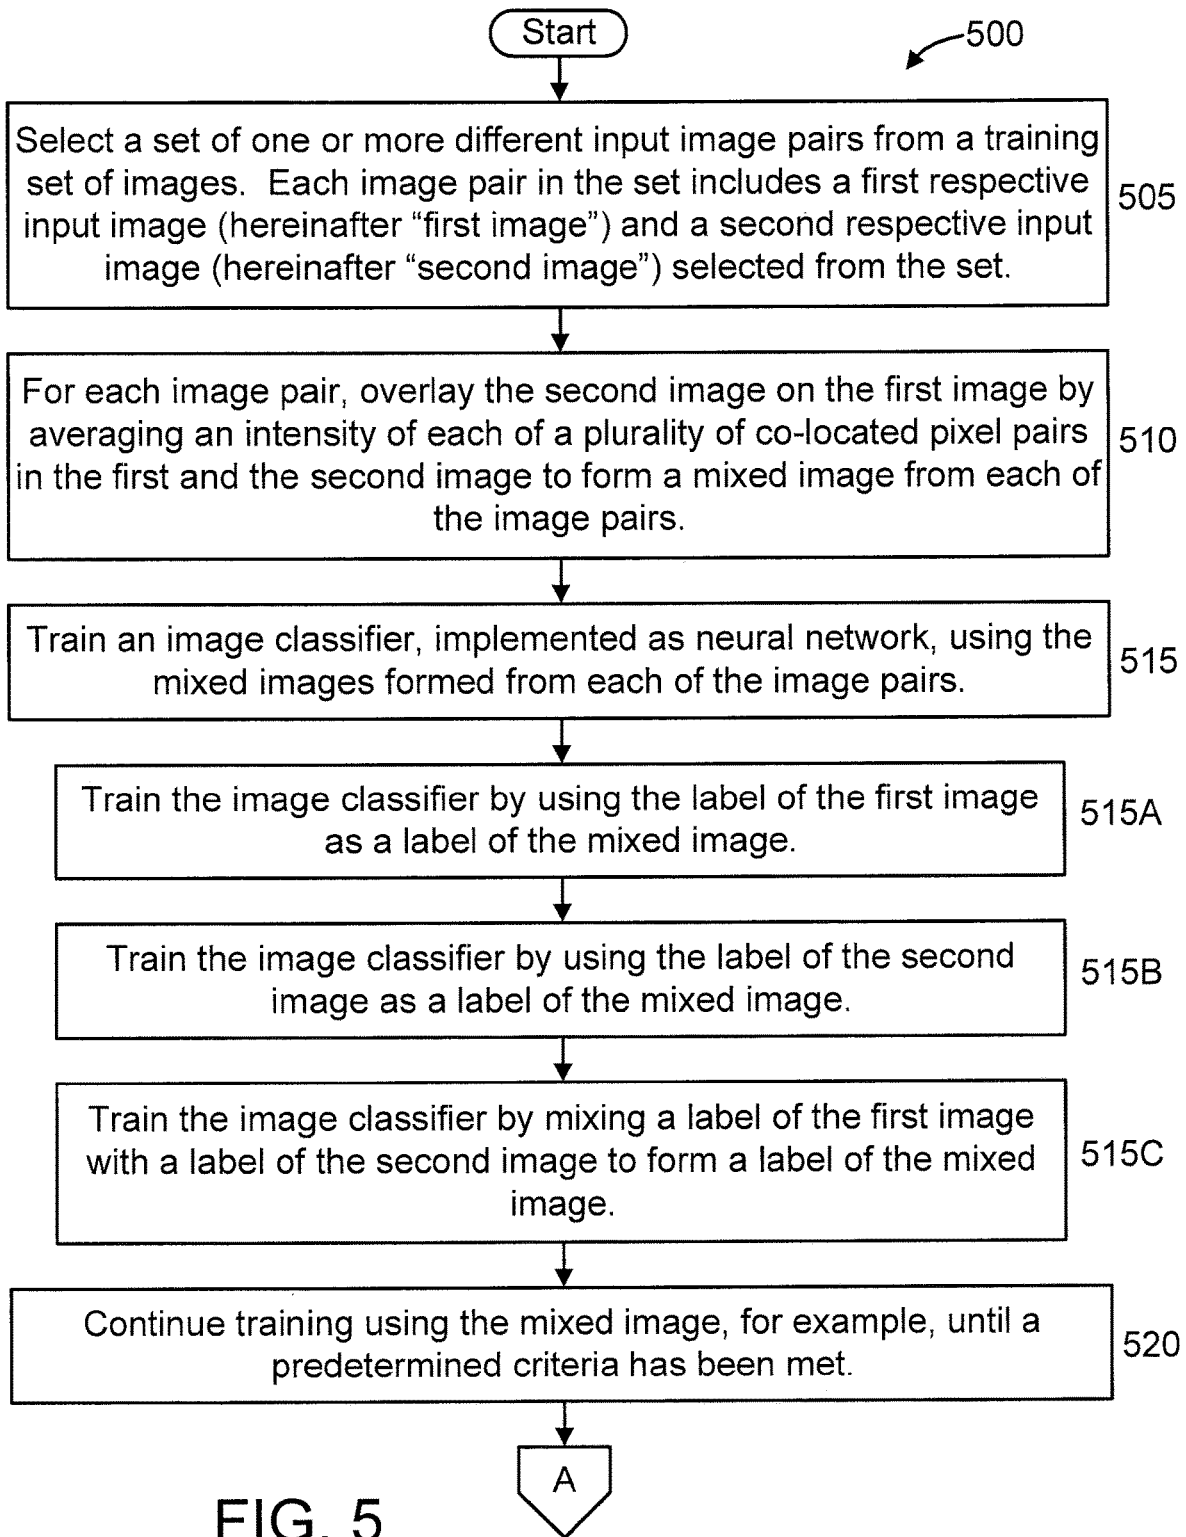 Start
500
Select a set of one or more different input image pairs from a training
set of images. Each image pair in the set includes a first respective
input image (hereinafter “first image”) and a second respective input
image (hereinafter “second image”) selected from the set.
505
For each image pair, overlay the second image on the first image by
averaging an intensity of each of a plurality of co-located pixel pairs
in the first and the second image to form a mixed image from each of
the image pairs.
510
Train an image classifier, implemented as neural network, using the
mixed images formed from each of the image pairs.
515
Train the image classifier by using the label of the first image
as a label of the mixed image.
515A
Train the image classifier by using the label of the second
image as a label of the mixed image.
515B
Train the image classifier by mixing a label of the first image
with a label of the second image to form a label of the mixed
image.
515C
Continue training using the mixed image, for example, until a
predetermined criteria has been met.
520
A
FIG. 5